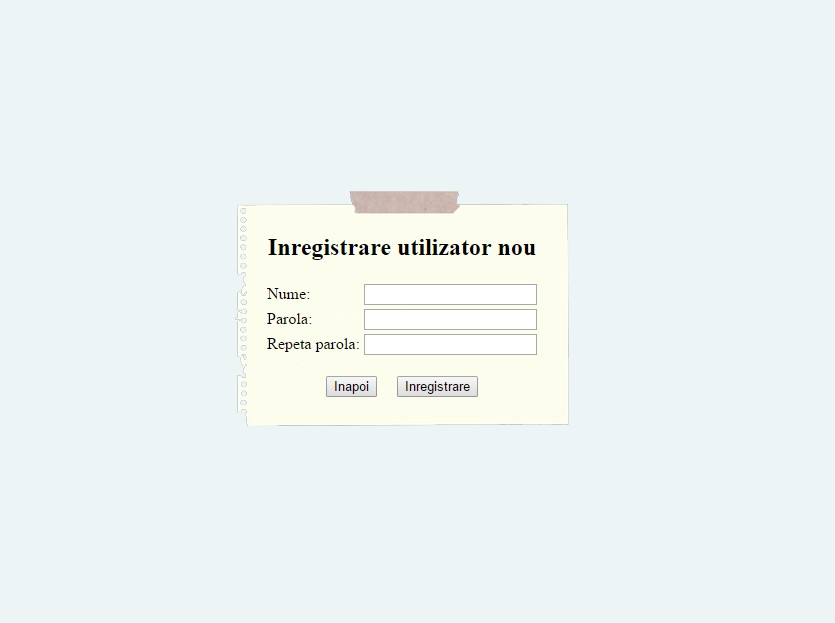 Inregistrare utilizator nou
Nume:
Parola:
Repeta parola:
Inapoi Inregistrare